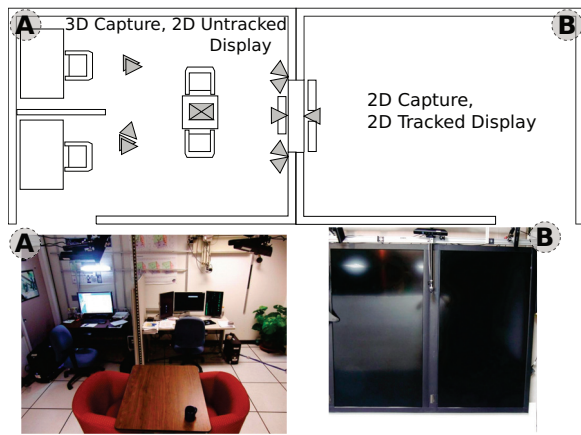 A
3D Capture, 2D Untracked
Display
B
2D Capture,
2D Tracked Display
A
B